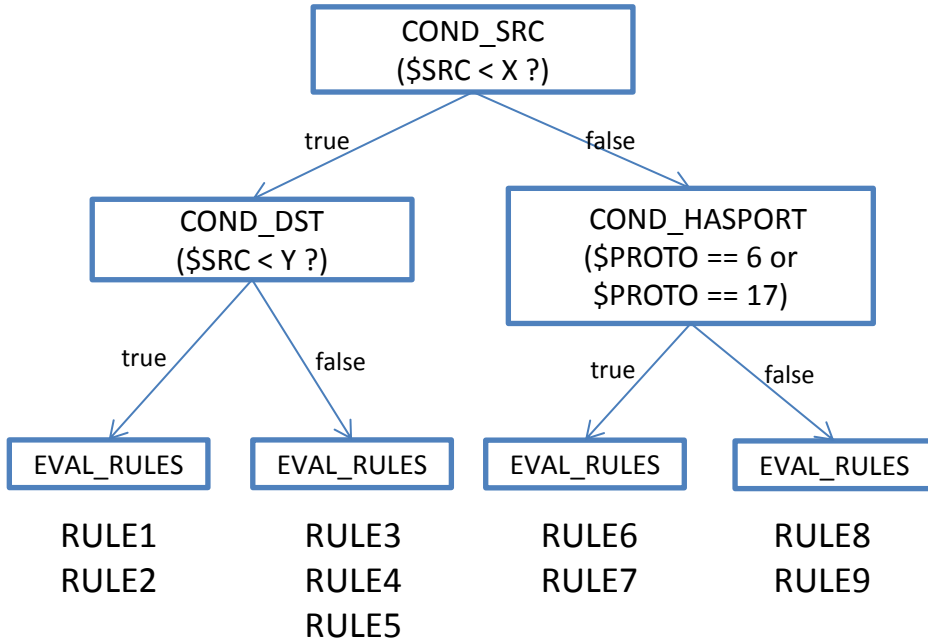 COND_SRC
($SRC < X ?)
true
false
COND_DST
($SRC < Y ?)
COND_HASPORT
($PROTO == 6 or
$PROTO == 17)
true
false
true
false
EVAL_RULES
EVAL_RULES
EVAL_RULES
EVAL_RULES
RULE1
RULE2
RULE3
RULE4
RULE5
RULE6
RULE7
RULE8
RULE9